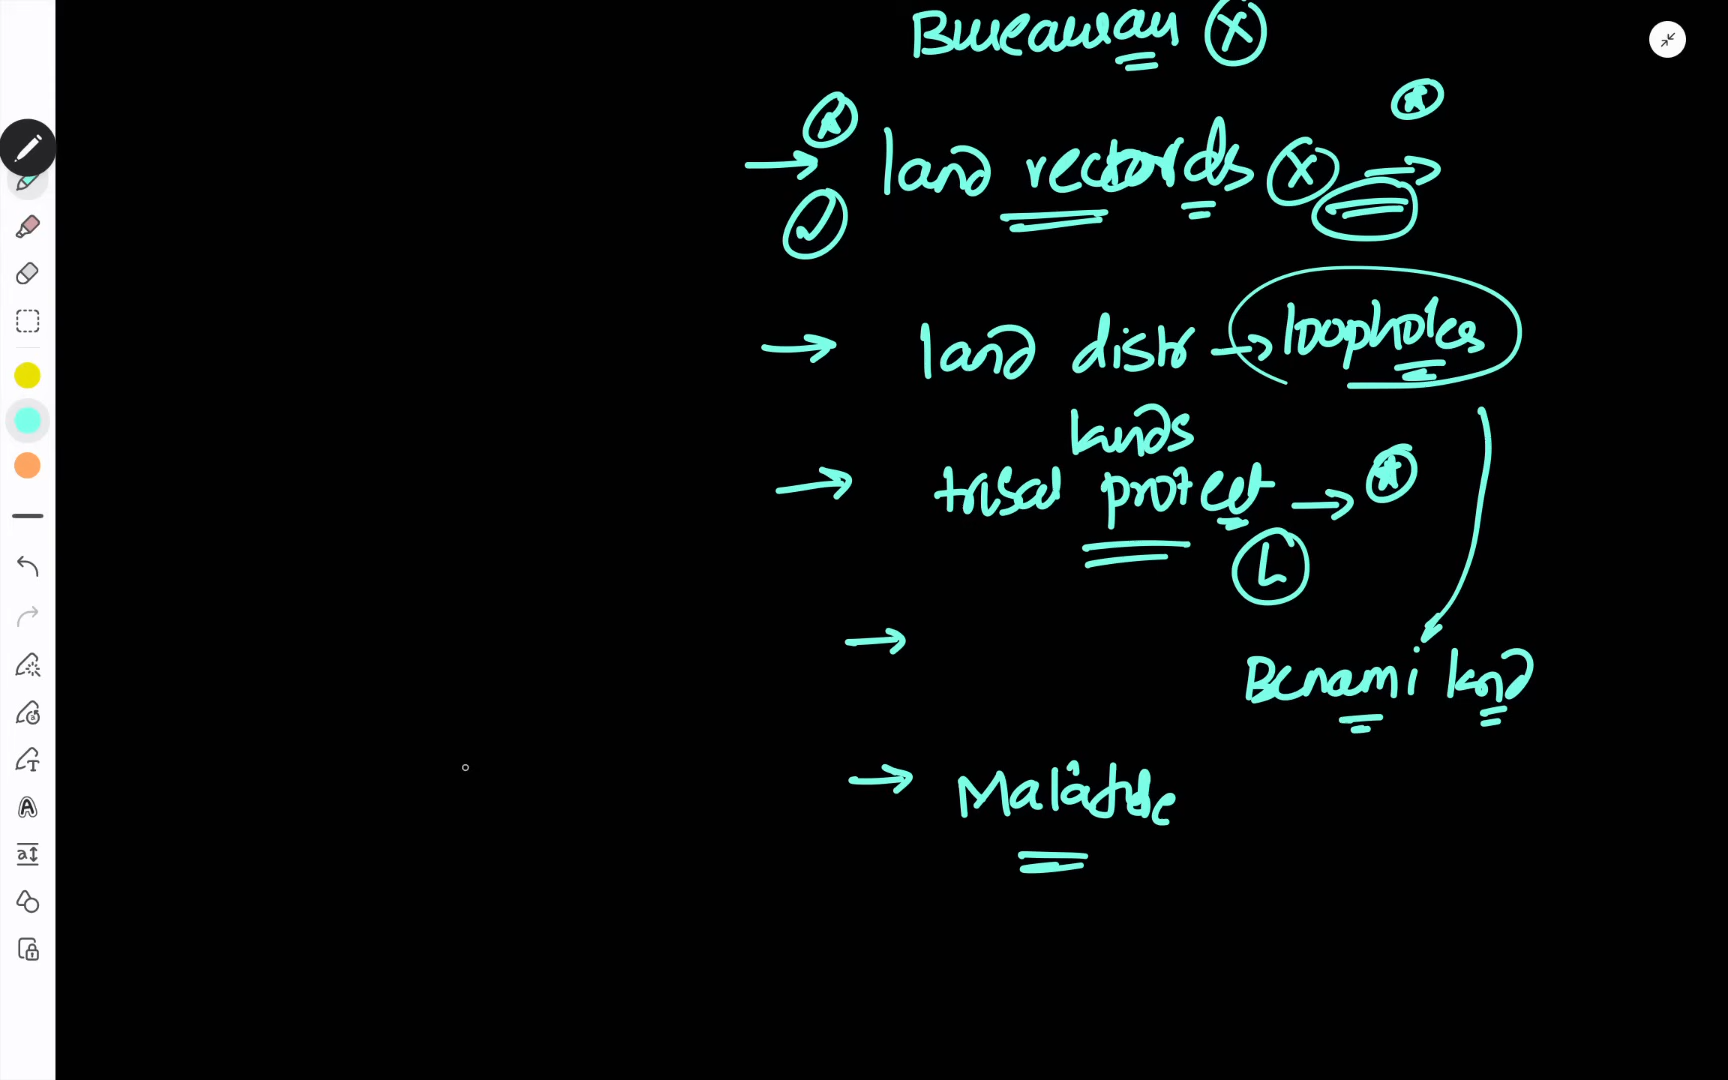 Bureaucracy X
→ land records X →
→ land distr → loopholes
lands
→ tribal protect → L
→
Benami land
→ Malafide